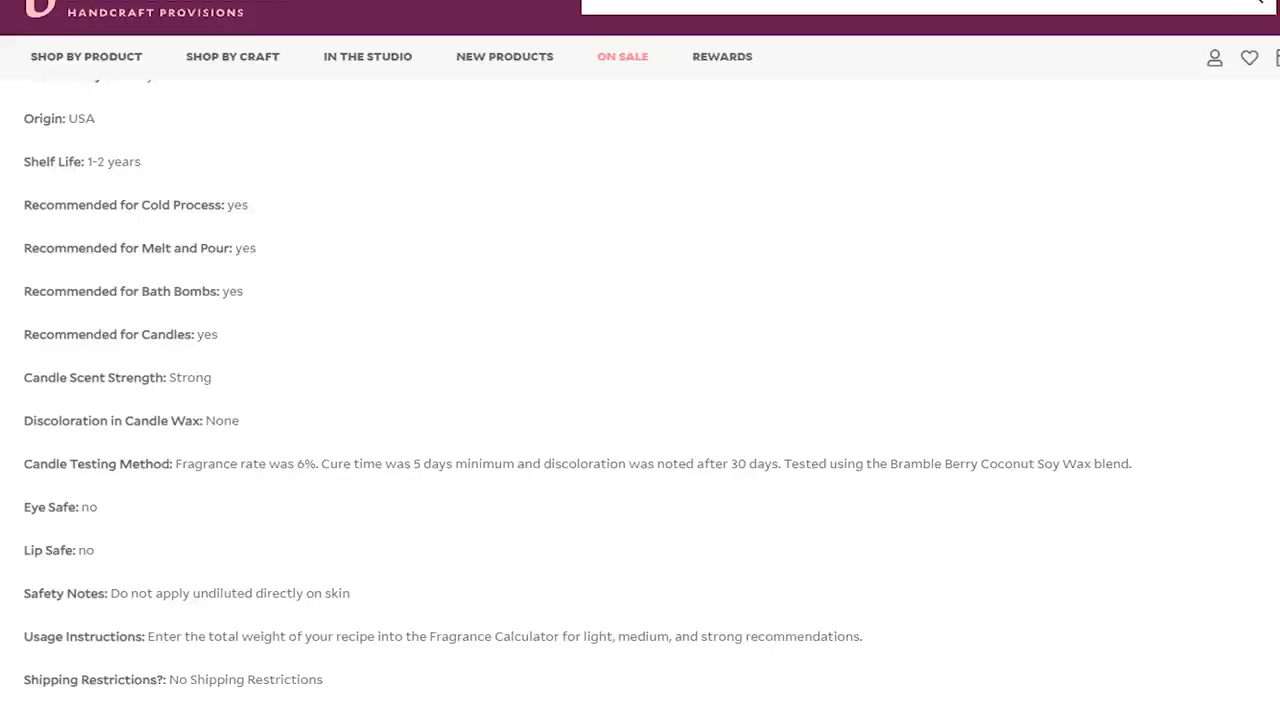 HANDCRAFT PROVISIONS
SHOP BY PRODUCT SHOP BY CRAFT IN THE STUDIO NEW PRODUCTS ON SALE REWARDS
Origin: USA
Shelf Life: 1-2 years
Recommended for Cold Process: yes
Recommended for Melt and Pour: yes
Recommended for Bath Bombs: yes
Recommended for Candles: yes
Candle Scent Strength: Strong
Discoloration in Candle Wax: None
Candle Testing Method: Fragrance rate was 6%. Cure time was 5 days minimum and discoloration was noted after 30 days. Tested using the Bramble Berry Coconut Soy Wax blend.
Eye Safe: no
Lip Safe: no
Safety Notes: Do not apply undiluted directly on skin
Usage Instructions: Enter the total weight of your recipe into the Fragrance Calculator for light, medium, and strong recommendations.
Shipping Restrictions?: No Shipping Restrictions